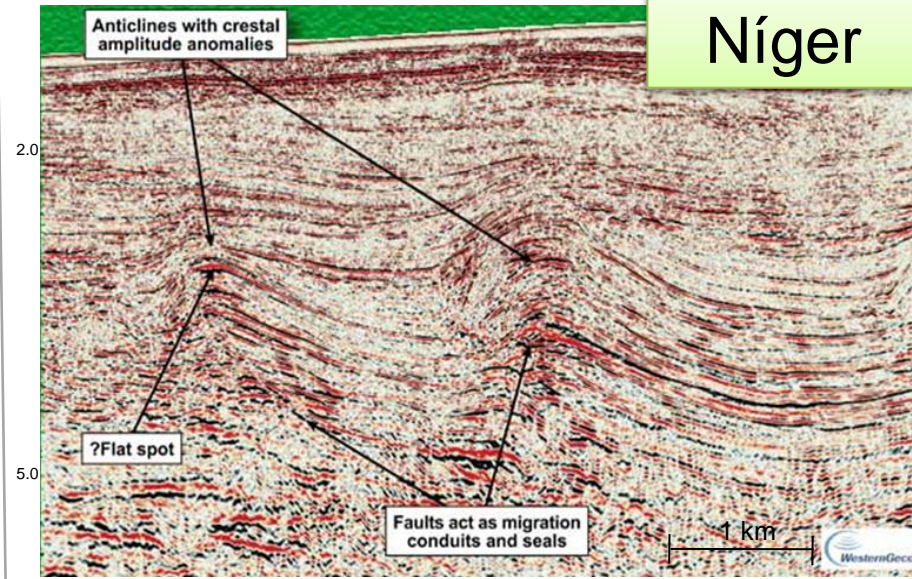 Anticlines with crestal
amplitude anomalies
Níger
2.0
?Flat spot
5.0
Faults act as migration
conduits and seals
1 km